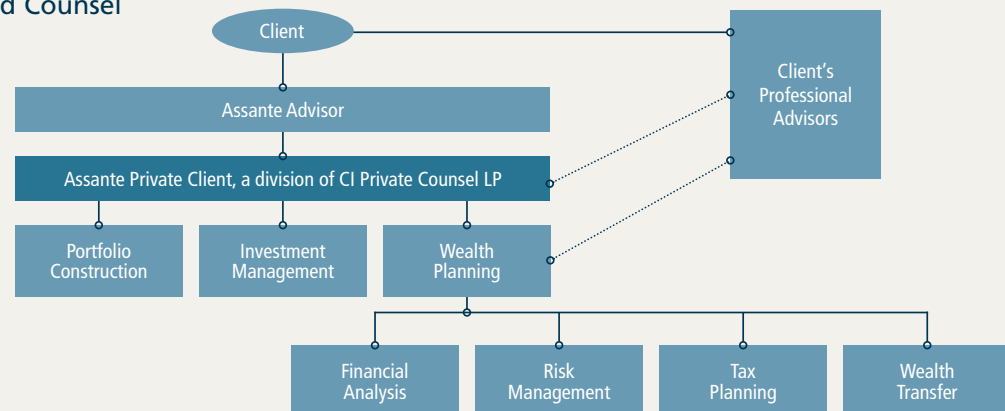 d Counsel
Client
Client's
Professional
Advisors
Assante Advisor
Assante Private Client, a division of CI Private Counsel LP
Portfolio
Construction
Investment
Management
Wealth
Planning
Financial
Analysis
Risk
Management
Tax
Planning
Wealth
Transfer